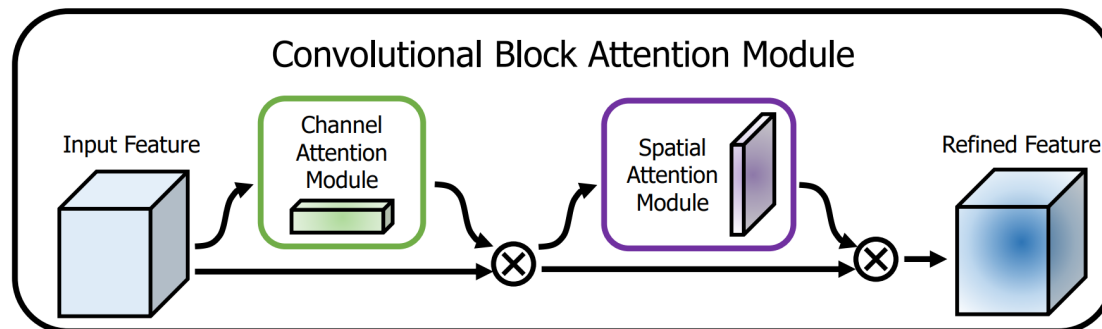 Convolutional Block Attention Module
Input Feature
Channel
Attention
Module
Spatial
Attention
Module
Refined Feature